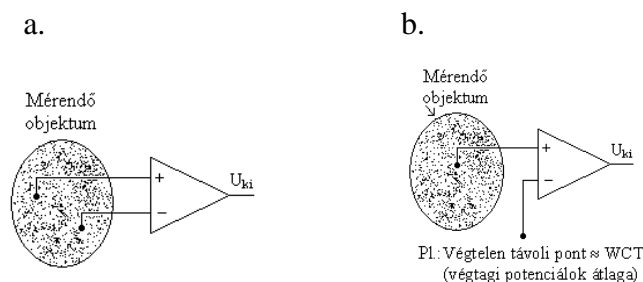 a.
Mérendő
objektum
+
−
Uki
b.
Mérendő
objektum
+
−
Uki
Pl.: Végtelen távoli pont ≈ WCT
(végtagi potenciálok átlaga)